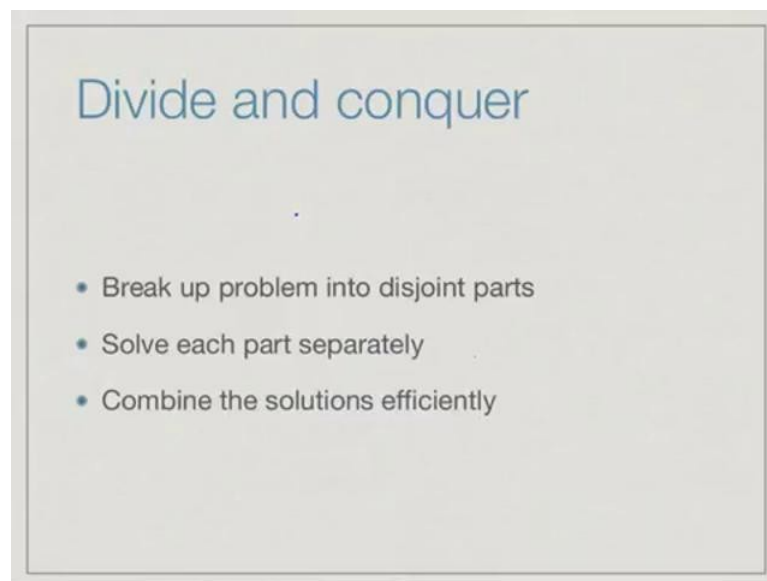 Divide and conquer
• Break up problem into disjoint parts
• Solve each part separately
• Combine the solutions efficiently